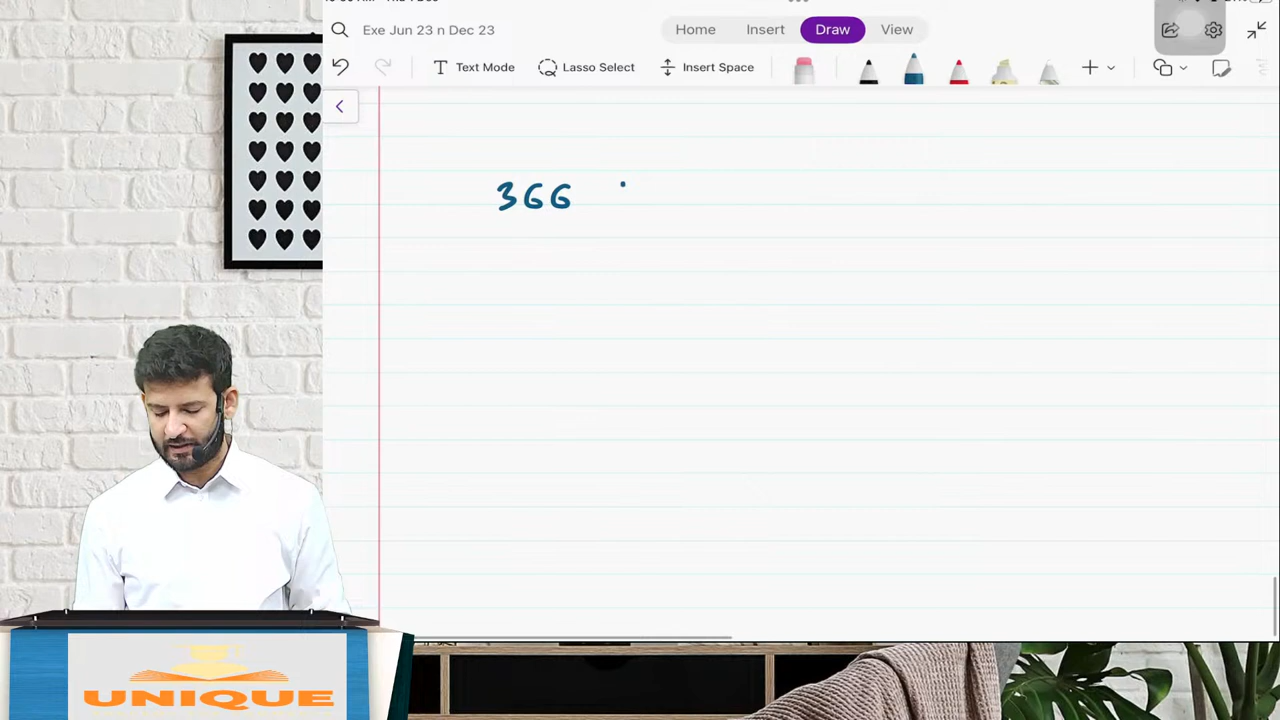 Exe Jun 23 n Dec 23
Home Insert Draw View
Text Mode Lasso Select Insert Space
366
UNIQUE